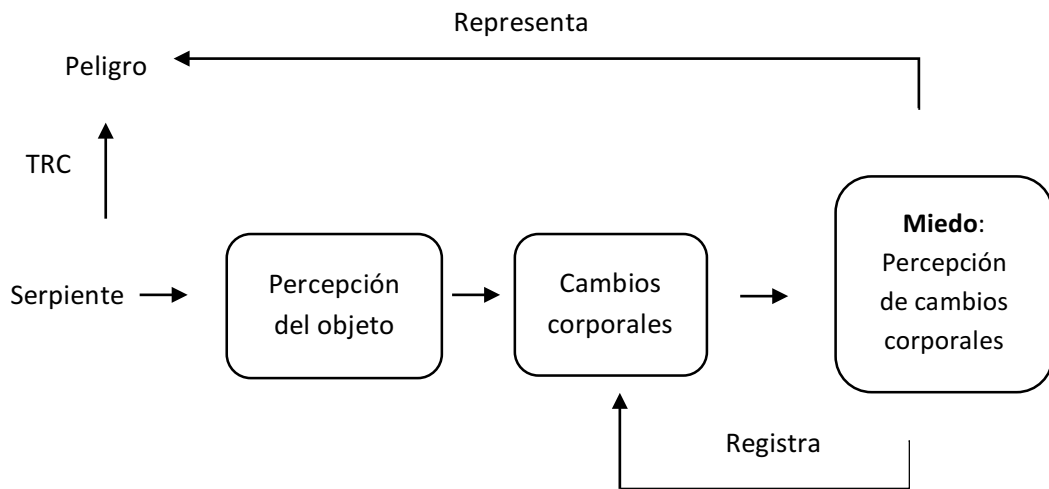 Representa
Peligro
TRC
Serpiente
Percepción
del objeto
Cambios
corporales
Miedo:
Percepción
de cambios
corporales
Registra